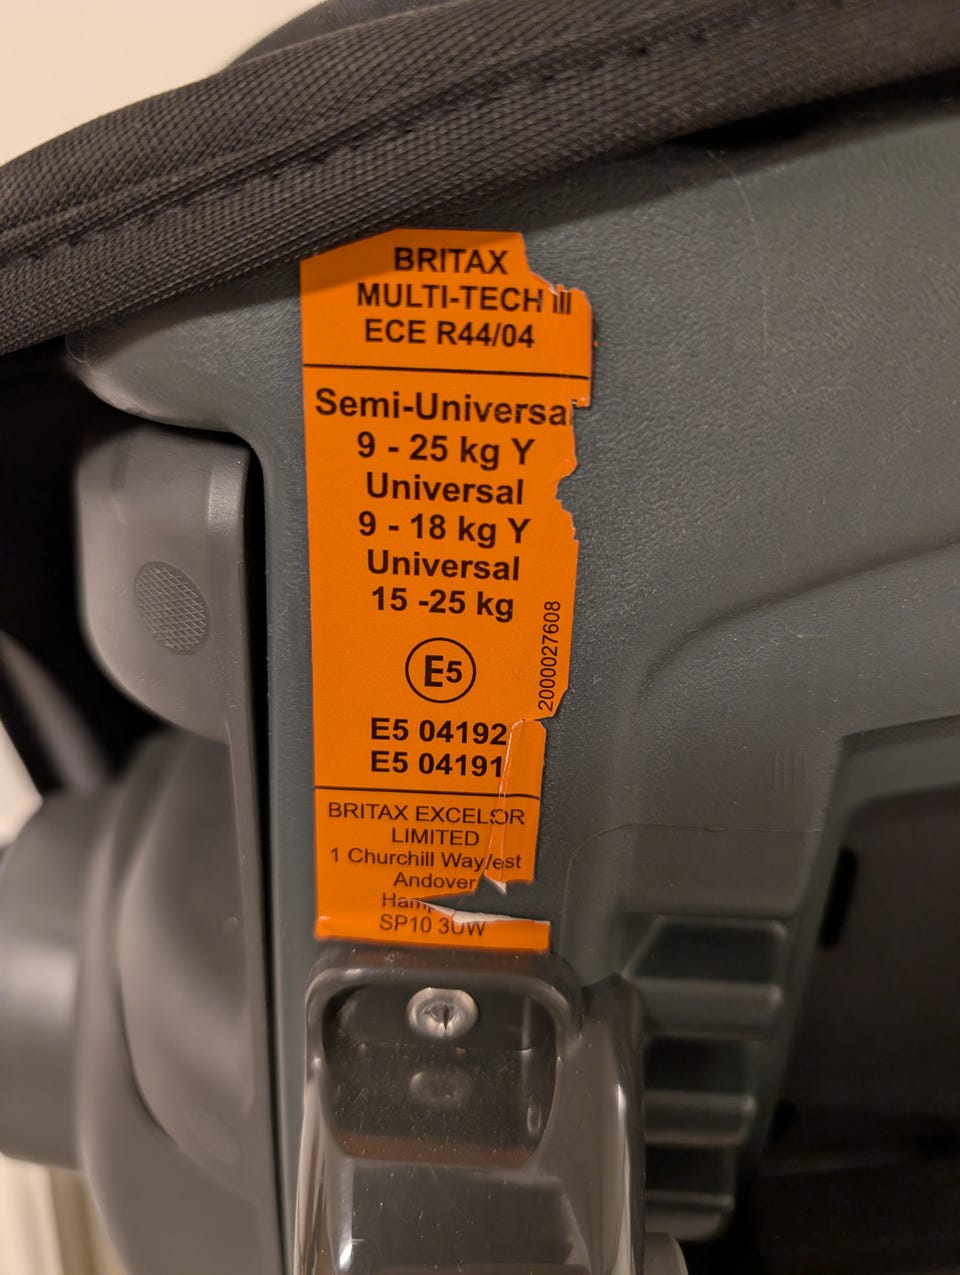 BRITAX
MULTI-TECH III
ECE R44/04
Semi-Universal
9 - 25 kg Y
Universal
9 - 18 kg Y
Universal
15 -25 kg
E5
2000027608
E5 04192
E5 04191
BRITAX EXCELSOR
LIMITED
1 Churchill Way
Andover
SP10 3UW